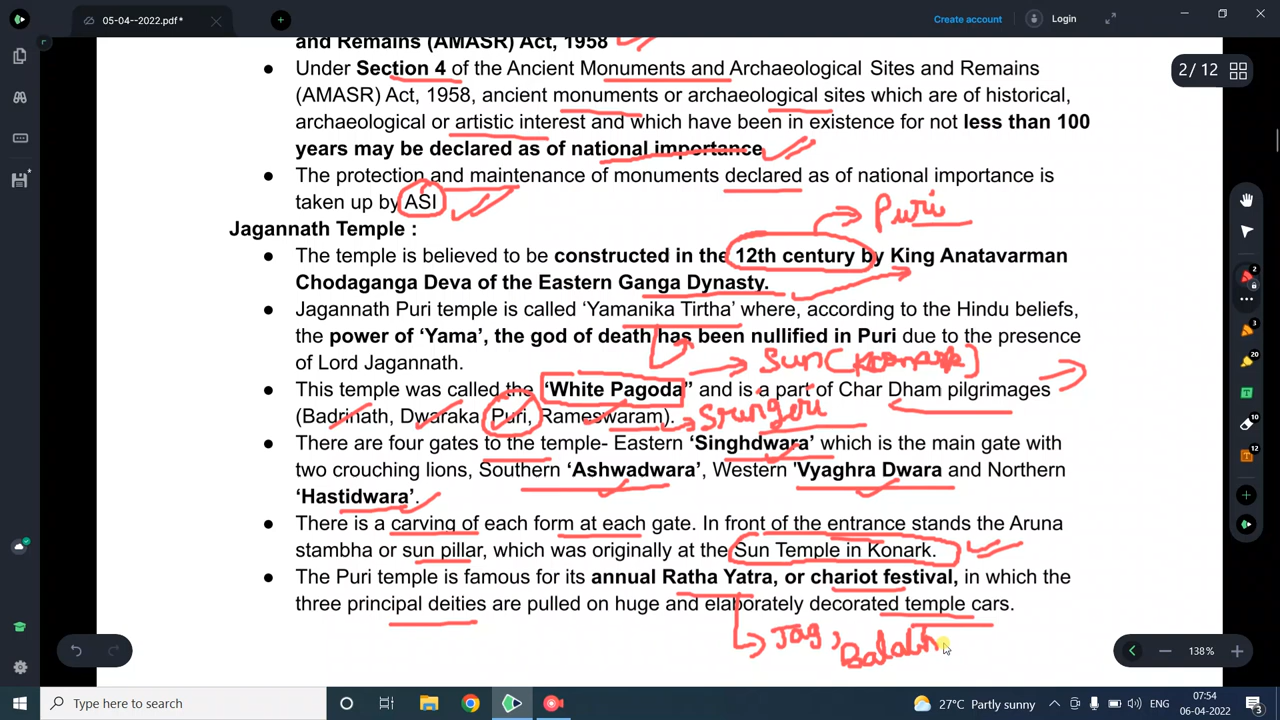 05-04--2022.pdf*
Create account
Login
2 / 12
and Remains (AMASR) Act, 1958
● Under Section 4 of the Ancient Monuments and Archaeological Sites and Remains
(AMASR) Act, 1958, ancient monuments or archaeological sites which are of historical,
archaeological or artistic interest and which have been in existence for not less than 100
years may be declared as of national importance
● The protection and maintenance of monuments declared as of national importance is
taken up by ASI
Puri
Jagannath Temple :
● The temple is believed to be constructed in the 12th century by King Anatavarman
Chodaganga Deva of the Eastern Ganga Dynasty.
● Jagannath Puri temple is called ‘Yamanika Tirtha’ where, according to the Hindu beliefs,
the power of ‘Yama’, the god of death has been nullified in Puri due to the presence
of Lord Jagannath.
Sun (Konark)
● This temple was called the “White Pagoda” and is a part of Char Dham pilgrimages
(Badrinath, Dwaraka, Puri, Rameswaram).
Srungeri
● There are four gates to the temple- Eastern ‘Singhdwara’ which is the main gate with
two crouching lions, Southern ‘Ashwadwara’, Western 'Vyaghra Dwara and Northern
‘Hastidwara’.
● There is a carving of each form at each gate. In front of the entrance stands the Aruna
stambha or sun pillar, which was originally at the Sun Temple in Konark.
● The Puri temple is famous for its annual Ratha Yatra, or chariot festival, in which the
three principal deities are pulled on huge and elaborately decorated temple cars.
Jag, Balabh
138%
Type here to search
27°C Partly sunny
ENG
07:54
06-04-2022